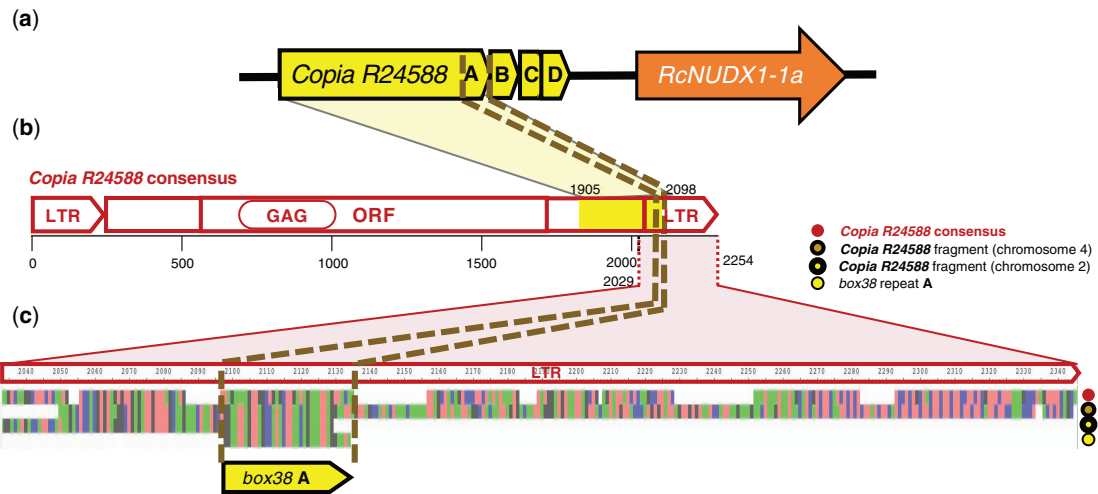 (a)
Copia R24588 A B C D RcNUDX1-1a
(b)
Copia R24588 consensus
1905 2098
LTR GAG ORF LTR
0 500 1000 1500 2000
2029 2254
Copia R24588 consensus
Copia R24588 fragment (chromosome 4)
Copia R24588 fragment (chromosome 2)
box38 repeat A
(c)
LTR
2040 2050 2060 2070 2080 2090 2100 2110 2120 2130 2140 2150 2160 2170 2180 2190 2200 2210 2220 2230 2240 2250 2260 2270 2280 2290 2300 2310 2320 2330 2340
box38 A